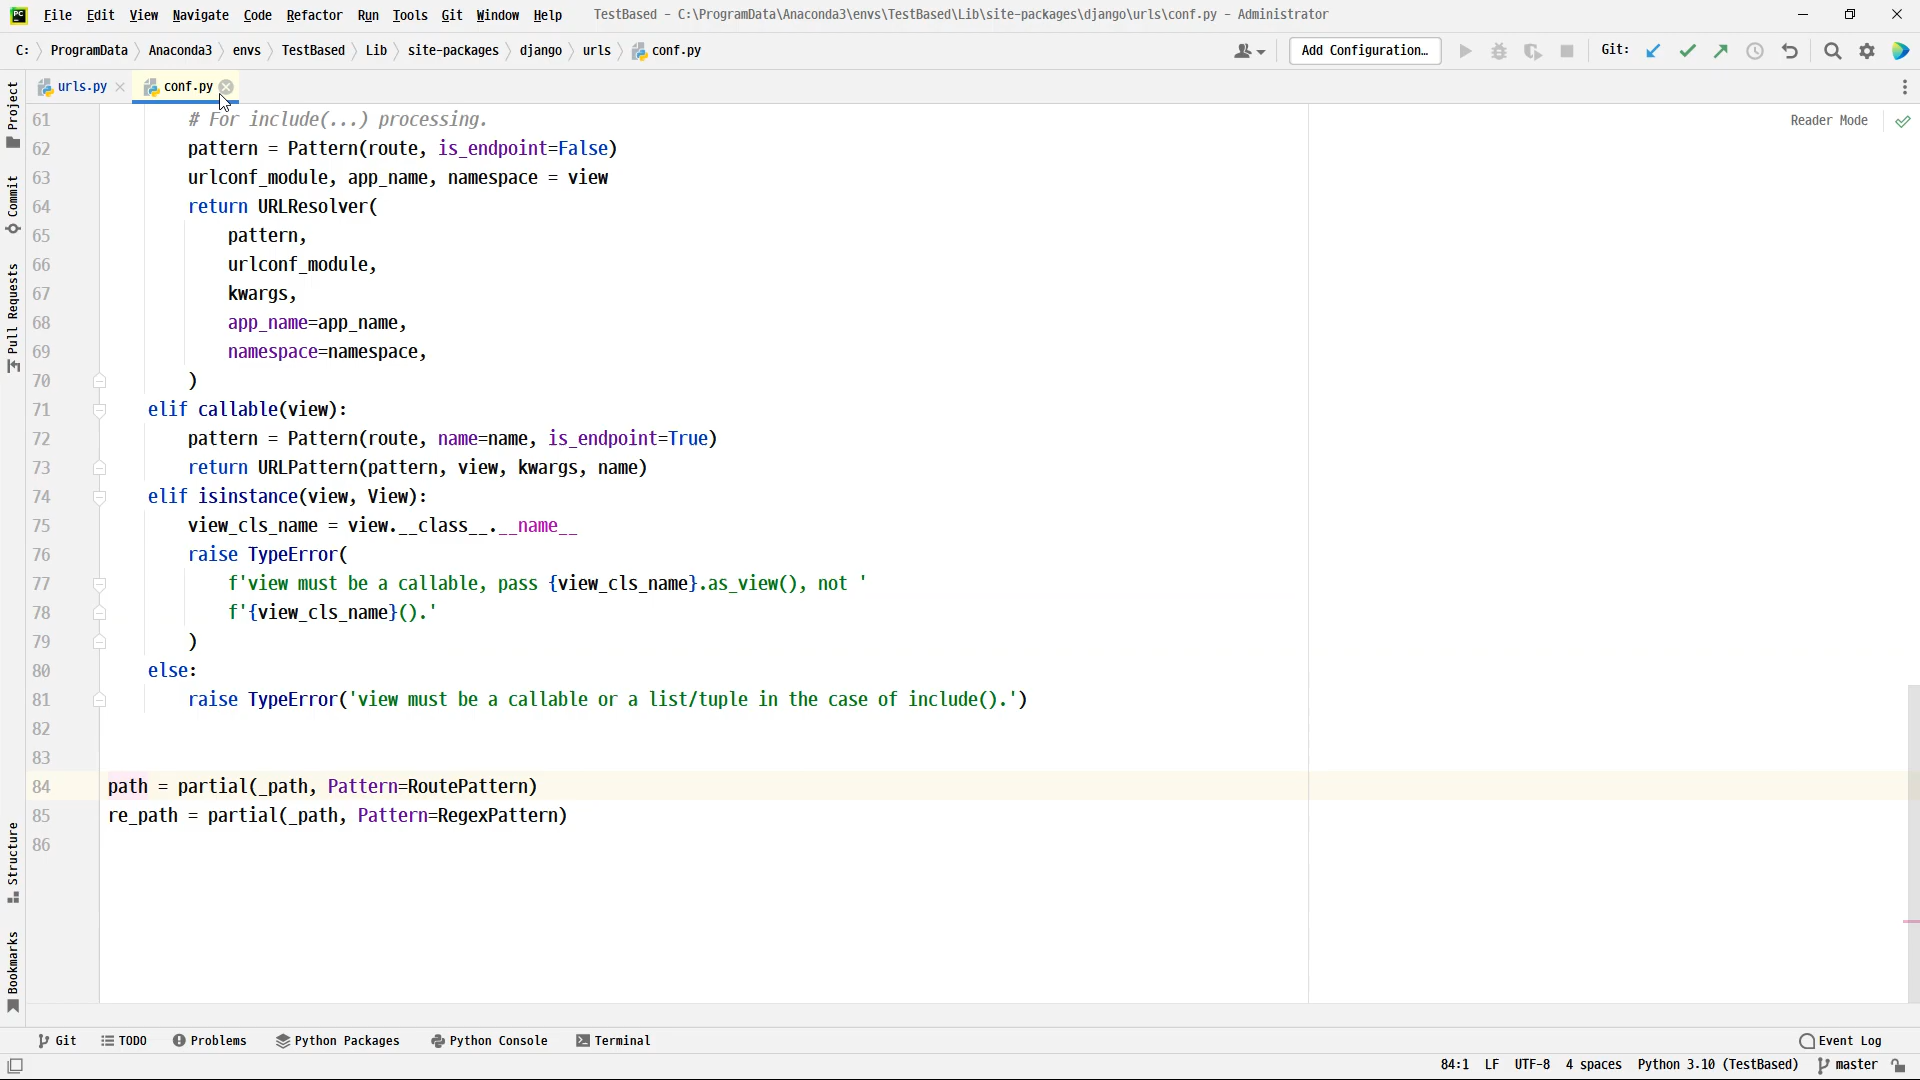 PC File Edit View Navigate Code Refactor Run Tools Git Window Help TestBased - C:\ProgramData\Anaconda3\envs\TestBased\Lib\site-packages\django\urls\conf.py - Administrator
C: ProgramData Anaconda3 envs TestBased Lib site-packages django urls conf.py Add Configuration... Git:
urls.py conf.py
Project
Commit
Pull Requests
Structure
Bookmarks
Reader Mode
61 # For include(...) processing.
62 pattern = Pattern(route, is_endpoint=False)
63 urlconf_module, app_name, namespace = view
64 return URLResolver(
65 pattern,
66 urlconf_module,
67 kwargs,
68 app_name=app_name,
69 namespace=namespace,
70 )
71 elif callable(view):
72 pattern = Pattern(route, name=name, is_endpoint=True)
73 return URLPattern(pattern, view, kwargs, name)
74 elif isinstance(view, View):
75 view_cls_name = view.__class__.__name__
76 raise TypeError(
77 f'view must be a callable, pass {view_cls_name}.as_view(), not '
78 f'{view_cls_name}().'
79 )
80 else:
81 raise TypeError('view must be a callable or a list/tuple in the case of include().')
82
83
84 path = partial(_path, Pattern=RoutePattern)
85 re_path = partial(_path, Pattern=RegexPattern)
86
Git TODO Problems Python Packages Python Console Terminal Event Log
84:1 LF UTF-8 4 spaces Python 3.10 (TestBased) master